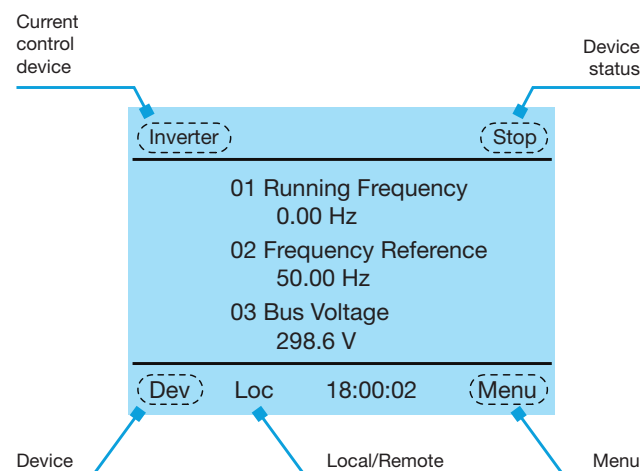 Current
control
device
Device
status
Inverter
Stop
01 Running Frequency
0.00 Hz
02 Frequency Reference
50.00 Hz
03 Bus Voltage
298.6 V
Dev Loc 18:00:02 Menu
Device Local/Remote Menu